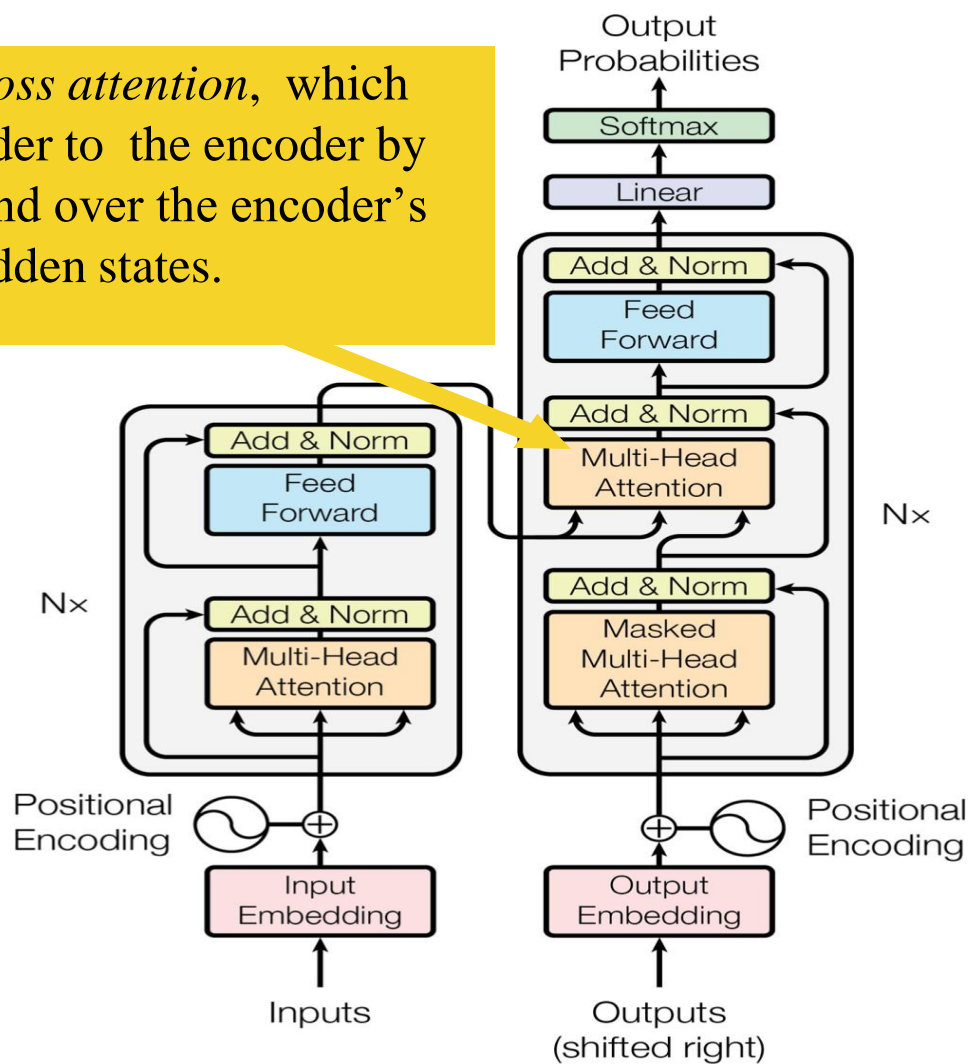 Output
Probabilities
oss attention, which
der to the encoder by
nd over the encoder's
dden states.
Softmax
Linear
Add & Norm
Feed
Forward
Add & Norm
Multi-Head
Attention
Nx
Add & Norm
Masked
Multi-Head
Attention
Add & Norm
Feed
Forward
Nx
Add & Norm
Multi-Head
Attention
Positional
Encoding
Positional
Encoding
Input
Embedding
Output
Embedding
Inputs
Outputs
(shifted right)